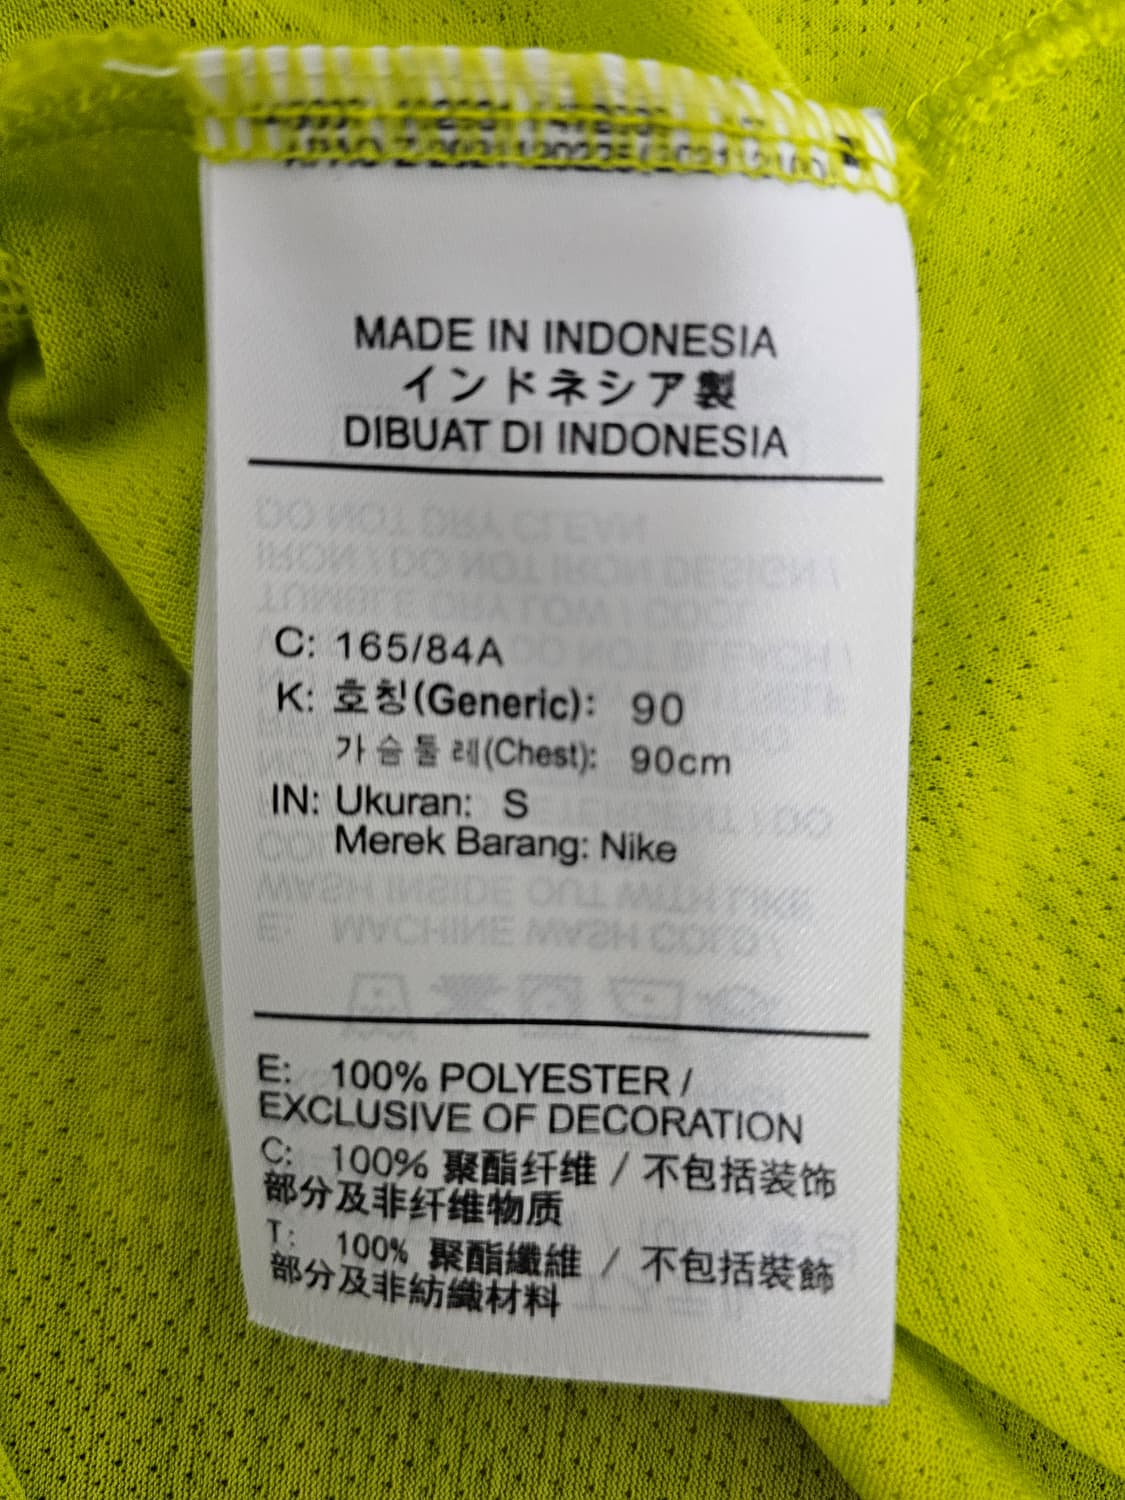 MADE IN INDONESIA
インドネシア製
DIBUAT DI INDONESIA
C: 165/84A
K: 호칭(Generic): 90
가슴둘레(Chest): 90cm
IN: Ukuran: S
Merek Barang: Nike
E: 100% POLYESTER /
EXCLUSIVE OF DECORATION
C: 100% 聚酯纤维 / 不包括装饰
部分及非纤维物质
T: 100% 聚酯纖維 / 不包括裝飾
部分及非紡織材料